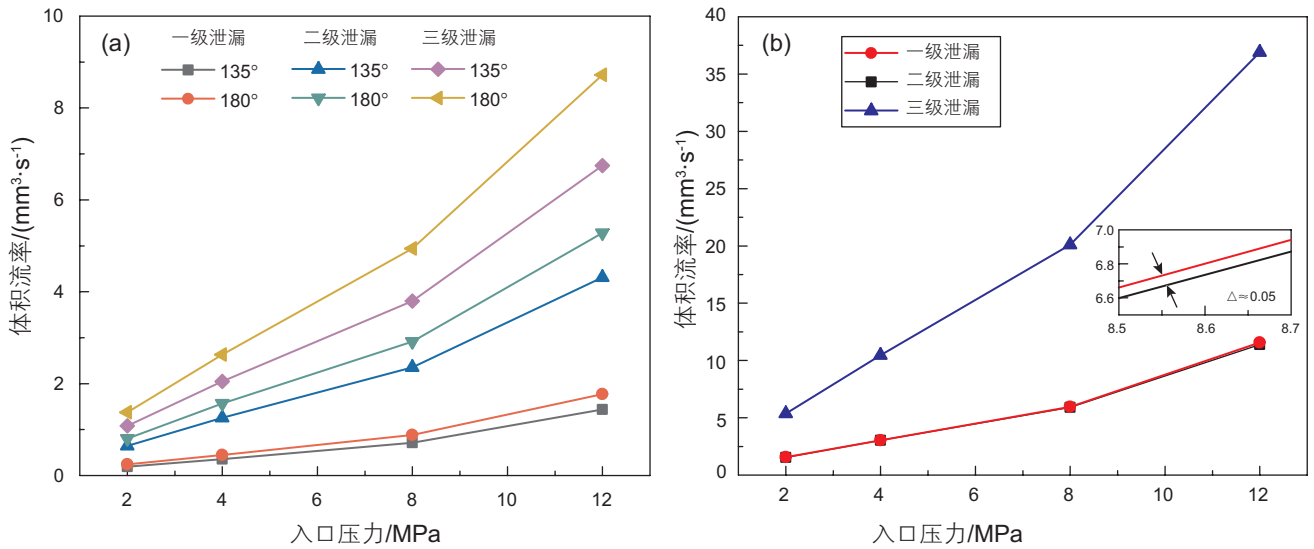 (a)
一级泄漏 二级泄漏 三级泄漏
135° 135° 135°
180° 180° 180°
10
8
6
4
2
0
2 4 6 8 10 12
体积流率/(mm³·s⁻¹)
入口压力/MPa
(b)
一级泄漏
二级泄漏
三级泄漏
40
35
30
25
20
15
10
5
0
2 4 6 8 10 12
体积流率/(mm³·s⁻¹)
入口压力/MPa
7.0
6.8
6.6
△≈0.05
8.5 8.6 8.7